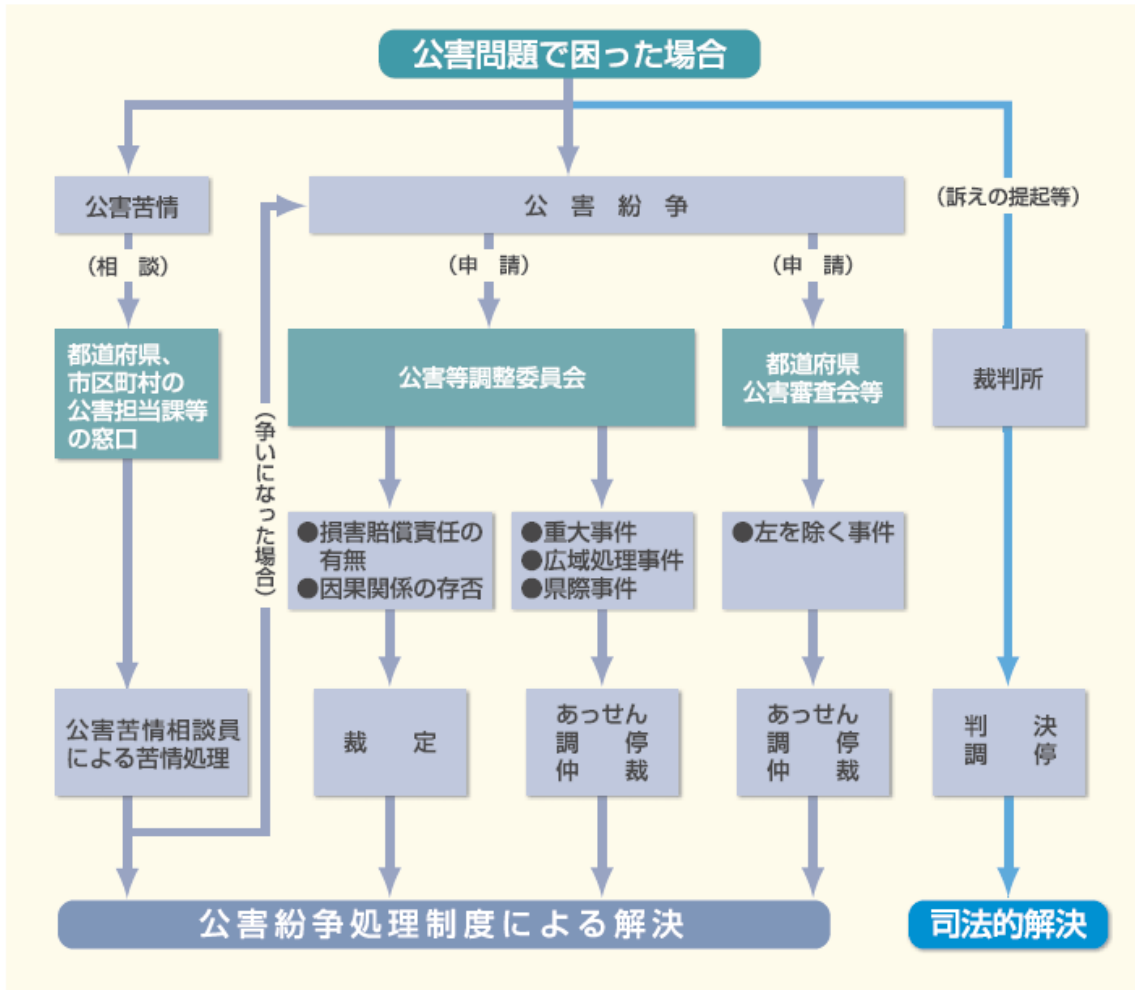 公害問題で困った場合
公害苦情
公害紛争
（訴えの提起等）
（相　談）
（申　請）
（申　請）
都道府県、
市区町村の
公害担当課等
の窓口
公害等調整委員会
都道府県
公害審査会等
裁判所
（争いになった場合）
●損害賠償責任の
有無
●因果関係の存否
●重大事件
●広域処理事件
●県際事件
●左を除く事件
公害苦情相談員
による苦情処理
裁　定
あっせん
調　停
仲　裁
あっせん
調　停
仲　裁
判　決
調　停
公害紛争処理制度による解決
司法的解決